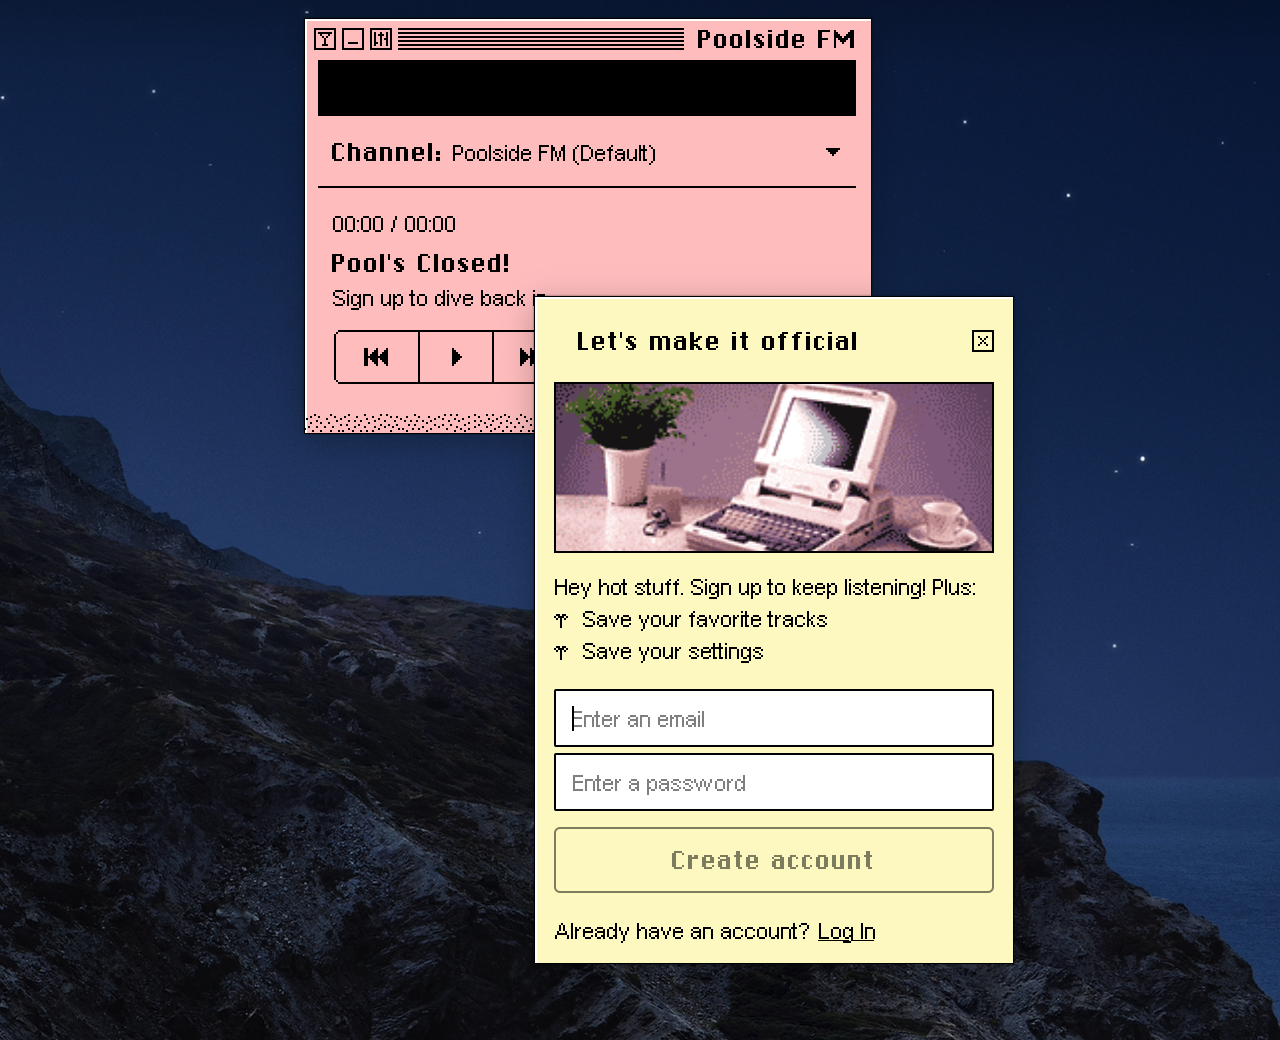 Poolside FM
Channel: Poolside FM (Default)
00:00 / 00:00
Pool's Closed!
Sign up to dive back
Let's make it official
Hey hot stuff. Sign up to keep listening! Plus:
Save your favorite tracks
Save your settings
Enter an email
Enter a password
Create account
Already have an account? Log In